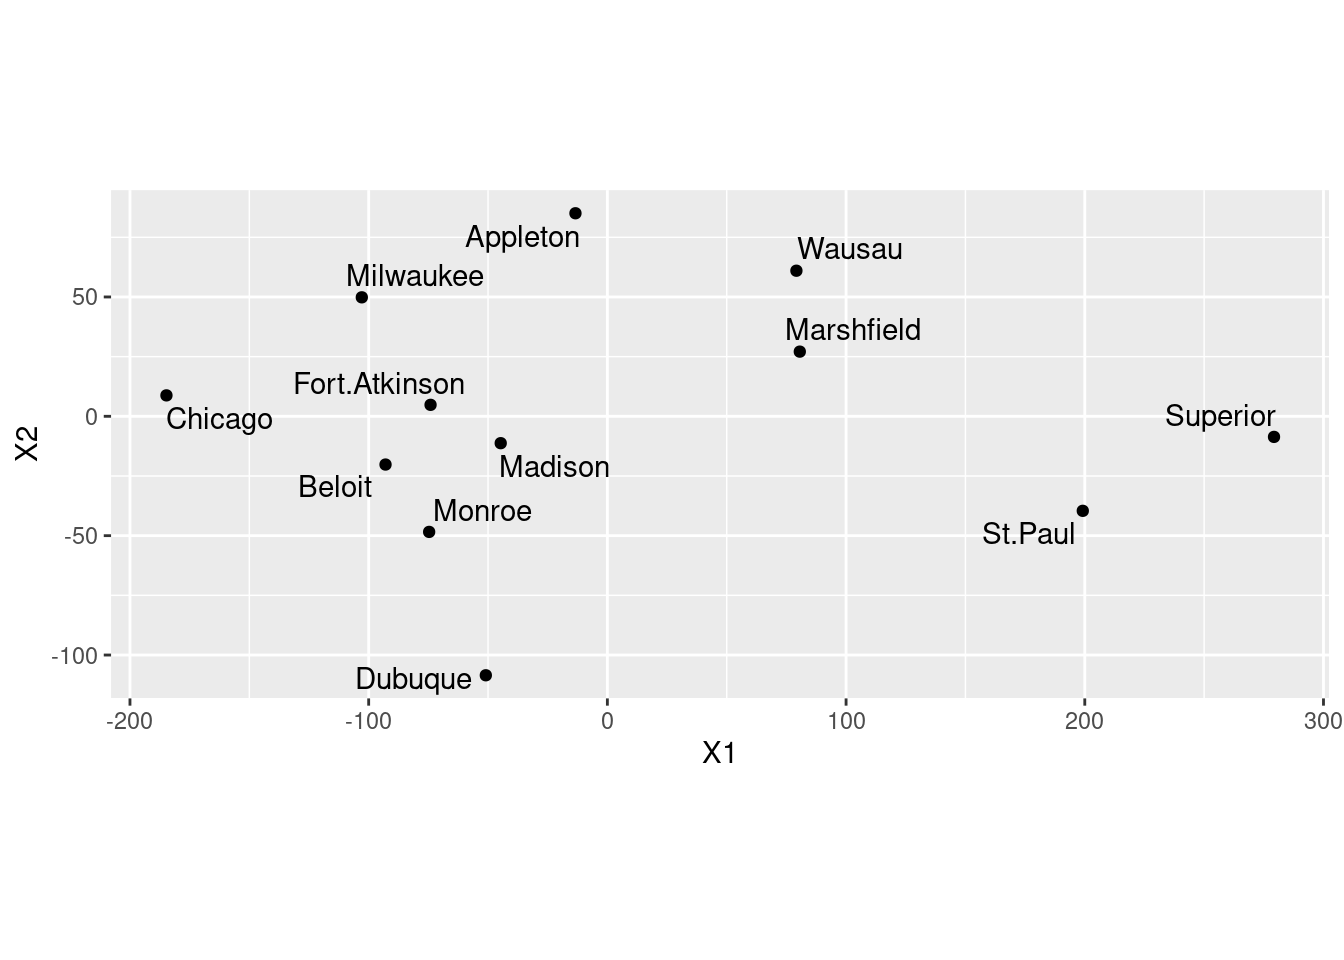 Appleton
Wausau
Milwaukee
50
Marshfield
Fort.Atkinson
Chicago
0
Superior
X2
Madison
Beloit
Monroe
-50
St.Paul
-100
Dubuque
-200
-100
0
100
200
300
X1